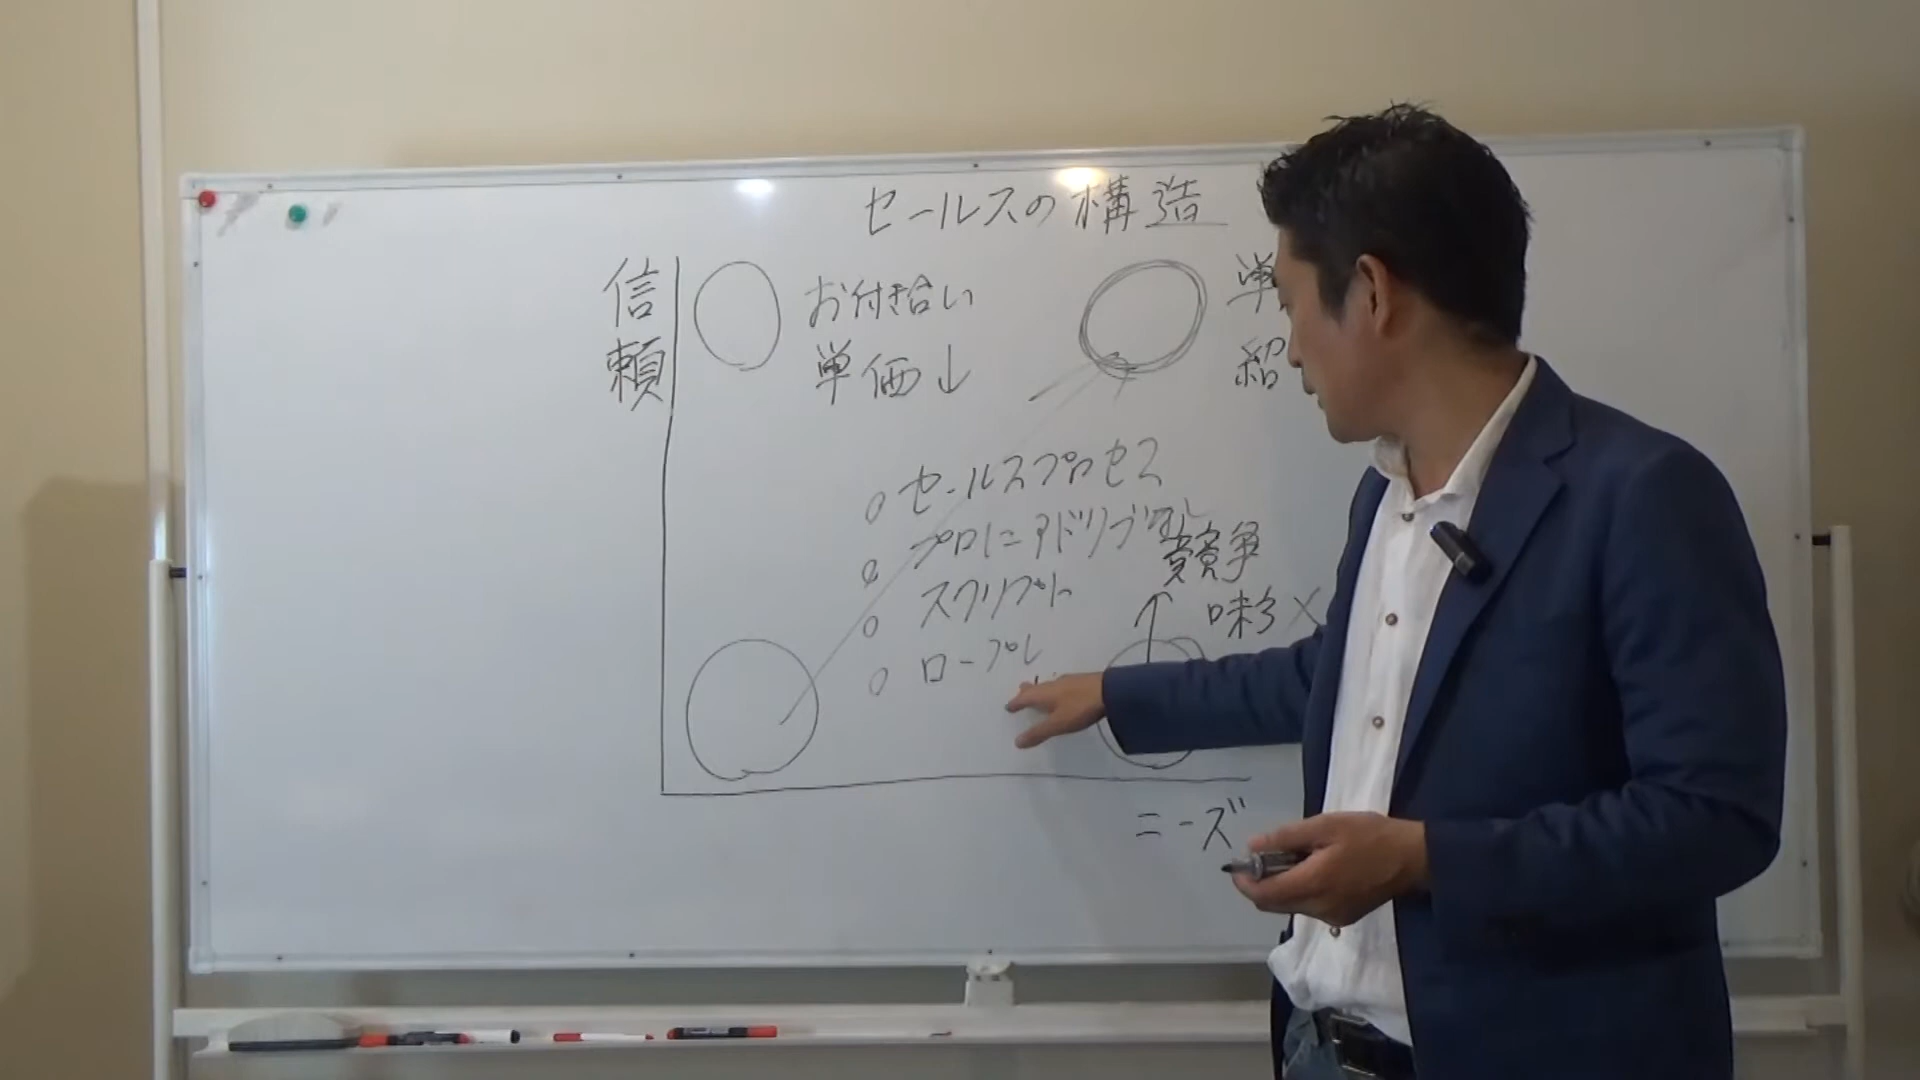 セールスの構造
信頼
お付き合い
単価↓
単
紹
セールスプロセス
プロにアドリブなし
スクリプト
ロープレ
競争
味方×
ニーズ